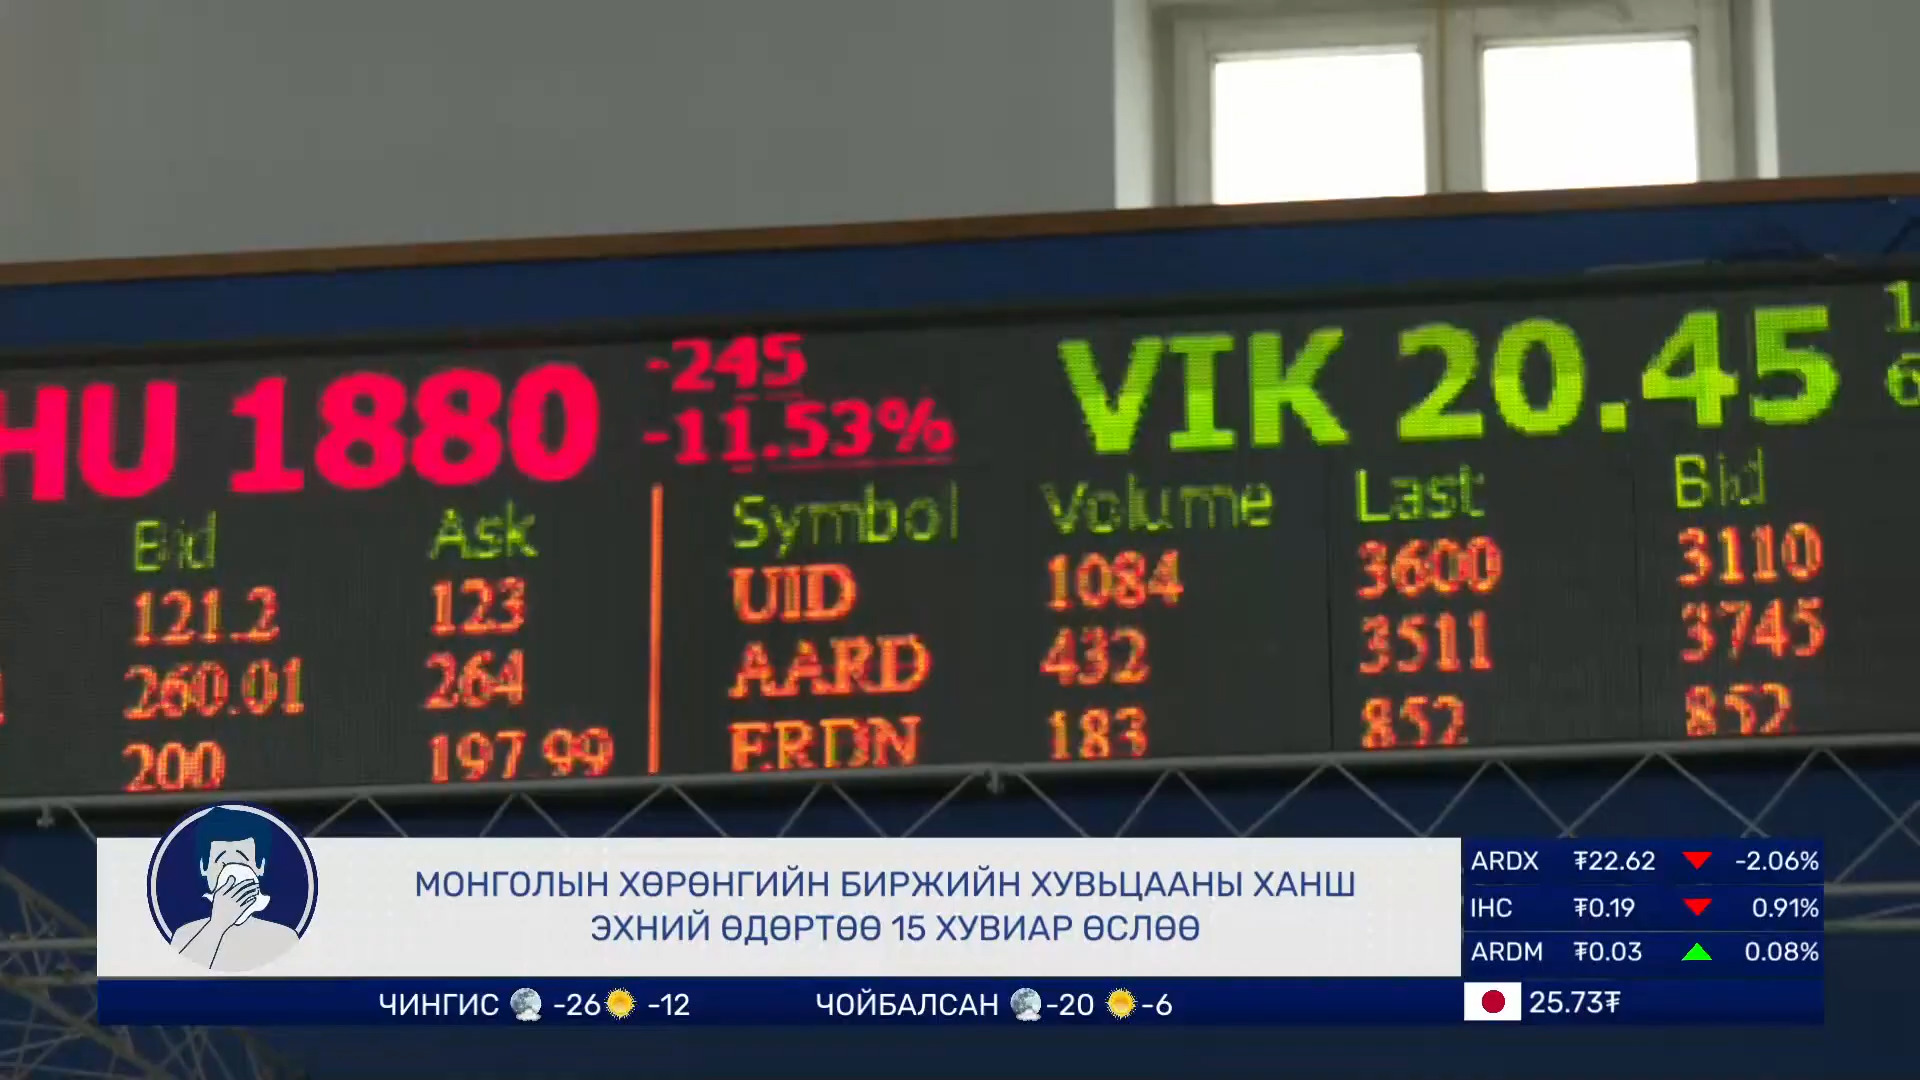 HU 1880 -245 VIK 20.45
-11.53%
Bid Ask Symbol Volume Last Bid
121.2 123 UID 1084 3600 3110
260.01 264 AARD 432 3511 3745
200 197.99 ERDN 183 852 852
МОНГОЛЫН ХӨРӨНГИЙН БИРЖИЙН ХУВЬЦААНЫ ХАНШ
ЭХНИЙ ӨДӨРТӨӨ 15 ХУВИАР ӨСЛӨӨ
ARDX ₮22.62 -2.06%
IHC ₮0.19 0.91%
ARDM ₮0.03 0.08%
ЧИНГИС -26 -12 ЧОЙБАЛСАН -20 -6 25.73₮